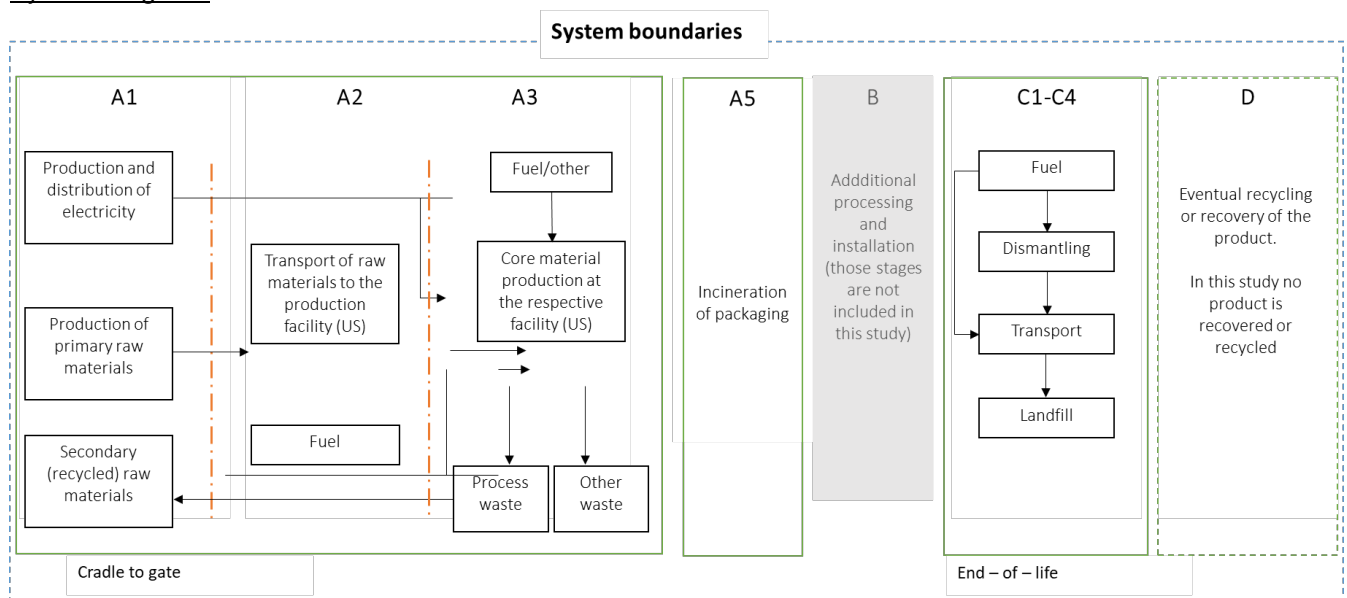 System boundaries
A1
A2
A3
A5
B
C1-C4
D
Production and
distribution of
electricity
Production of
primary raw
materials
Secondary
(recycled) raw
materials
Transport of raw
materials to the
production
facility (US)
Fuel
Fuel/other
Core material
production at
the respective
facility (US)
Process
waste
Other
waste
Incineration
of packaging
Addditional
processing
and
installation
(those stages
are not
included in
this study)
Fuel
Dismantling
Transport
Landfill
Eventual recycling
or recovery of the
product.
In this study no
product is
recovered or
recycled
Cradle to gate
End – of – life